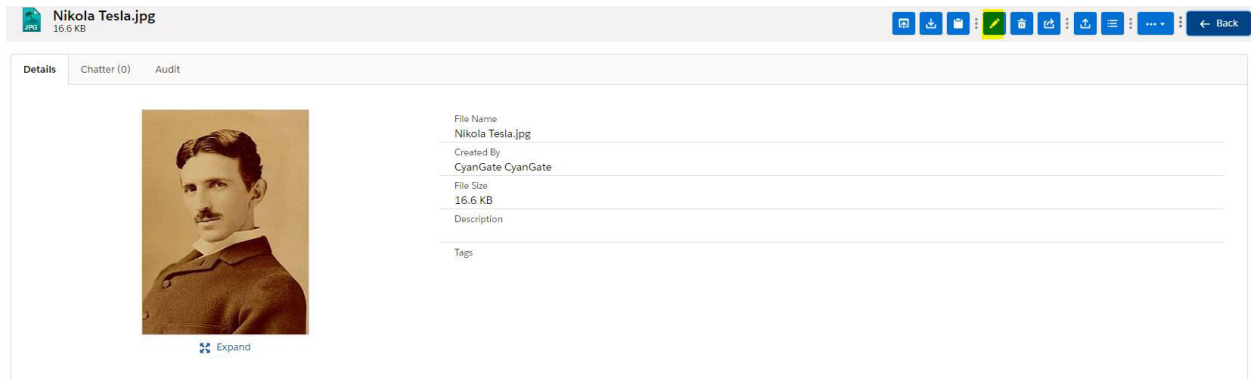 JPG
Nikola Tesla.jpg
16.6 KB
← Back
Details
Chatter (0)
Audit
File Name
Nikola Tesla.jpg
Created By
CyanGate CyanGate
File Size
16.6 KB
Description
Tags
Expand